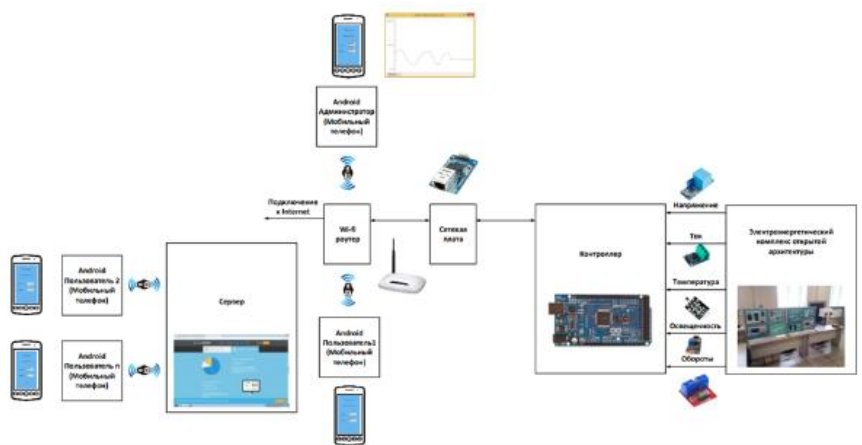 Android
Администратор
(Мобильный
телефон)
Подключение
к Internet
Wi-fi
роутер
Сетевая
плата
Контроллер
Напряжение
Ток
Температура
Освещенность
Обороты
Электроэнергетический
комплекс открытой
архитектуры
Android
Пользователь 2
(Мобильный
телефон)
Сервер
Android
Пользователь n
(Мобильный
телефон)
Android
Пользователь1
(Мобильный
телефон)